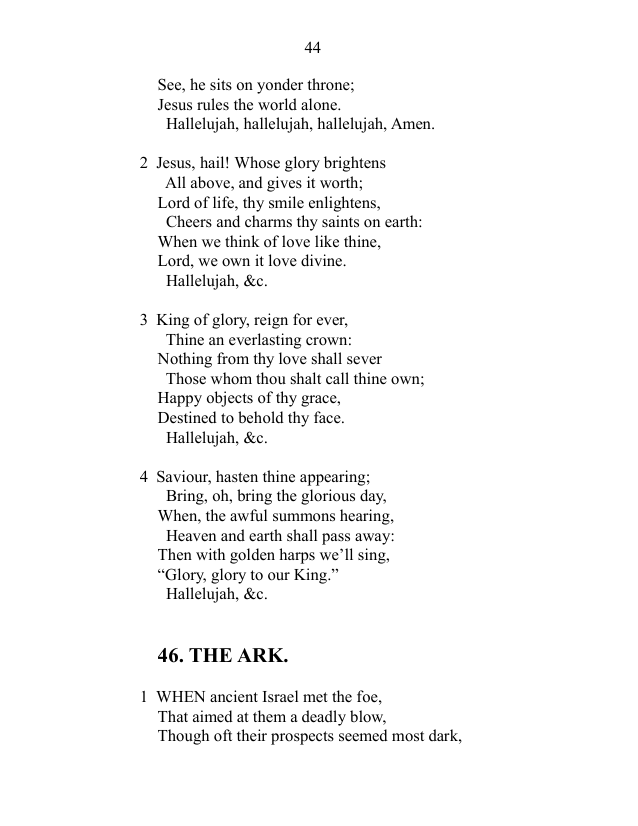 44
See, he sits on yonder throne;
Jesus rules the world alone.
Hallelujah, hallelujah, hallelujah, Amen.
2 Jesus, hail! Whose glory brightens
All above, and gives it worth;
Lord of life, thy smile enlightens,
Cheers and charms thy saints on earth:
When we think of love like thine,
Lord, we own it love divine.
Hallelujah, &c.
3 King of glory, reign for ever,
Thine an everlasting crown:
Nothing from thy love shall sever
Those whom thou shalt call thine own;
Happy objects of thy grace,
Destined to behold thy face.
Hallelujah, &c.
4 Saviour, hasten thine appearing;
Bring, oh, bring the glorious day,
When, the awful summons hearing,
Heaven and earth shall pass away:
Then with golden harps we’ll sing,
“Glory, glory to our King.”
Hallelujah, &c.
46. THE ARK.
1 WHEN ancient Israel met the foe,
That aimed at them a deadly blow,
Though oft their prospects seemed most dark,